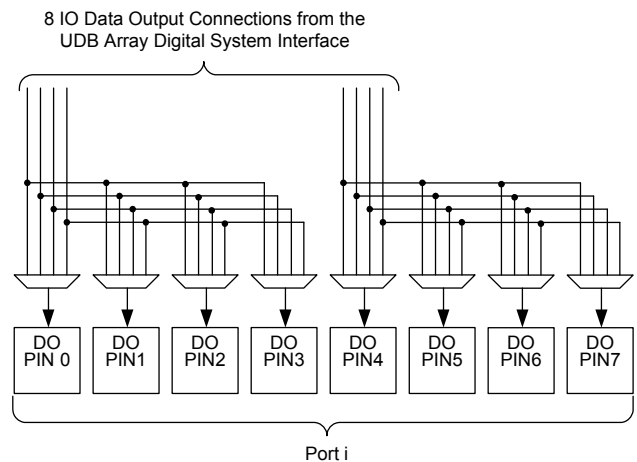 8 IO Data Output Connections from the
UDB Array Digital System Interface
DO DO DO DO DO DO DO DO
PIN 0 PIN1 PIN2 PIN3 PIN4 PIN5 PIN6 PIN7
Port i